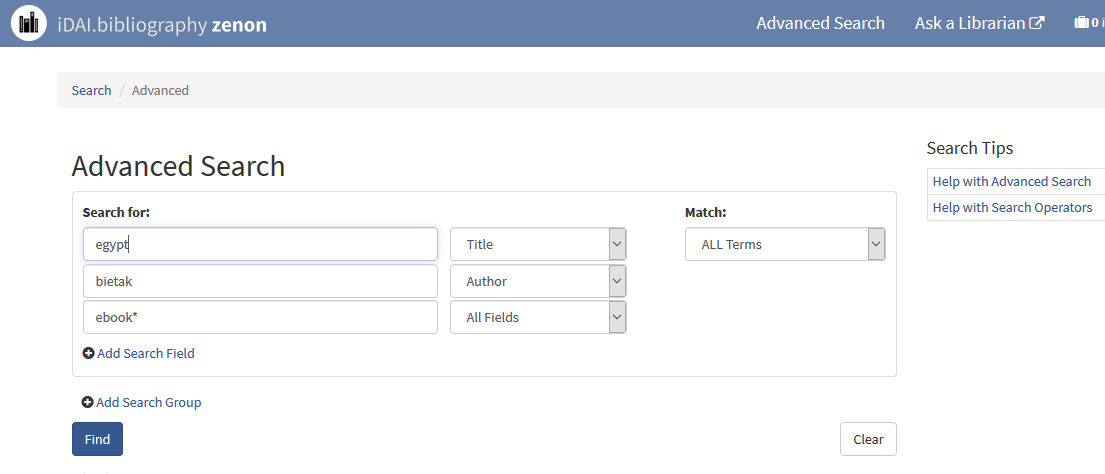 iDAI.bibliography zenon Advanced Search Ask a Librarian 0 i
Search / Advanced
Advanced Search
Search Tips
Help with Advanced Search
Help with Search Operators
Search for: Match:
egypt Title ALL Terms
bietak Author
ebook* All Fields
Add Search Field
Add Search Group
Find Clear